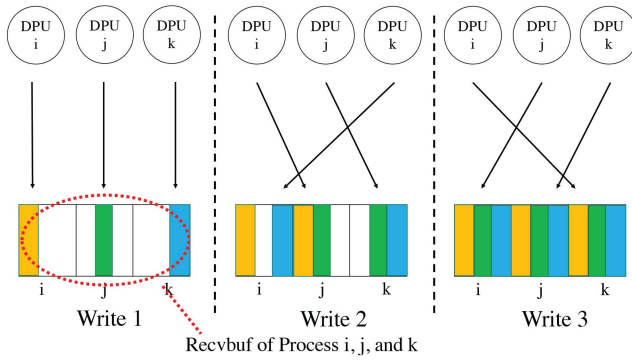 DPU i
DPU j
DPU k
DPU i
DPU j
DPU k
DPU i
DPU j
DPU k
i j k
i j k
i j k
Write 1
Write 2
Write 3
Recvbuf of Process i, j, and k